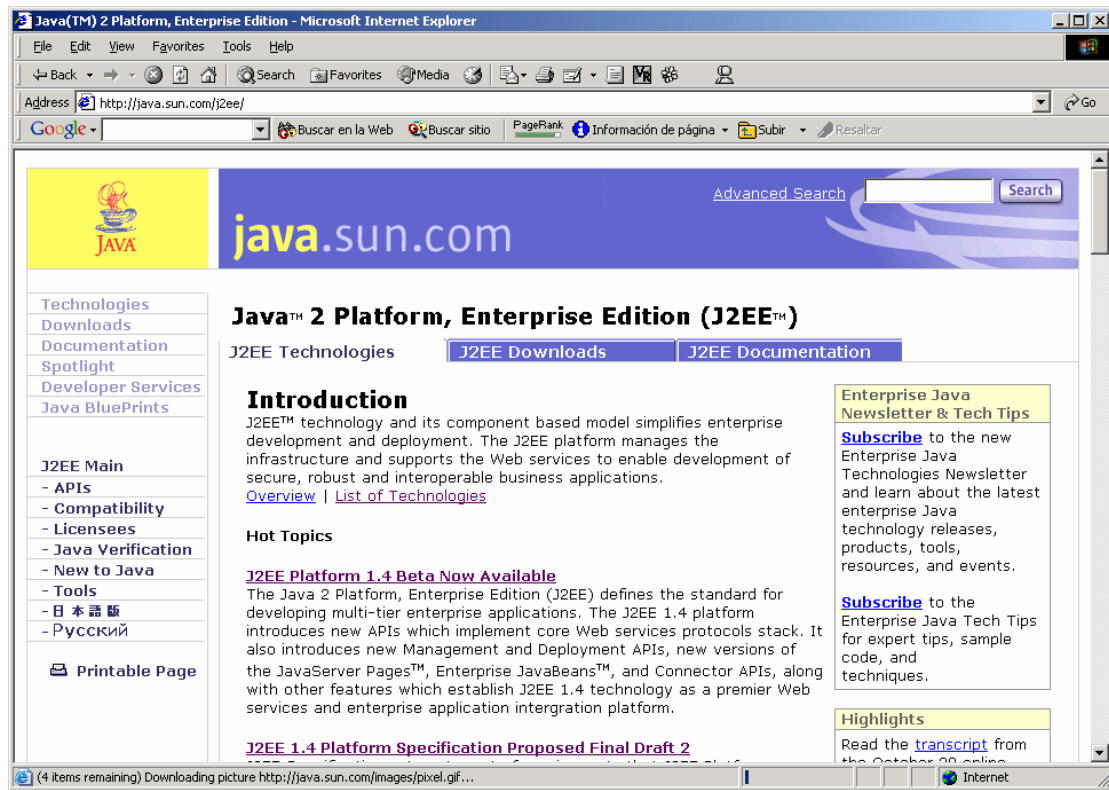 Java(TM) 2 Platform, Enterprise Edition - Microsoft Internet Explorer
File Edit View Favorites Tools Help
Back Search Favorites Media
Address http://java.sun.com/j2ee/ Go
Google Buscar en la Web Buscar sitio PageRank Información de página Subir Resaltar
JAVA
java.sun.com
Advanced Search Search
Technologies
Downloads
Documentation
Spotlight
Developer Services
Java BluePrints
J2EE Main
- APIs
- Compatibility
- Licensees
- Java Verification
- New to Java
- Tools
- 日本語版
- Русский
Printable Page
Java™ 2 Platform, Enterprise Edition (J2EE™)
J2EE Technologies J2EE Downloads J2EE Documentation
Introduction
J2EE™ technology and its component based model simplifies enterprise
development and deployment. The J2EE platform manages the
infrastructure and supports the Web services to enable development of
secure, robust and interoperable business applications.
Overview | List of Technologies
Hot Topics
J2EE Platform 1.4 Beta Now Available
The Java 2 Platform, Enterprise Edition (J2EE) defines the standard for
developing multi-tier enterprise applications. The J2EE 1.4 platform
introduces new APIs which implement core Web services protocols stack. It
also introduces new Management and Deployment APIs, new versions of
the JavaServer Pages™, Enterprise JavaBeans™, and Connector APIs, along
with other features which establish J2EE 1.4 technology as a premier Web
services and enterprise application intergration platform.
J2EE 1.4 Platform Specification Proposed Final Draft 2
Enterprise Java
Newsletter & Tech Tips
Subscribe to the new
Enterprise Java
Technologies Newsletter
and learn about the latest
enterprise Java
technology releases,
products, tools,
resources, and events.
Subscribe to the
Enterprise Java Tech Tips
for expert tips, sample
code, and
techniques.
Highlights
Read the transcript from
(4 items remaining) Downloading picture http://java.sun.com/images/pixel.gif... Internet